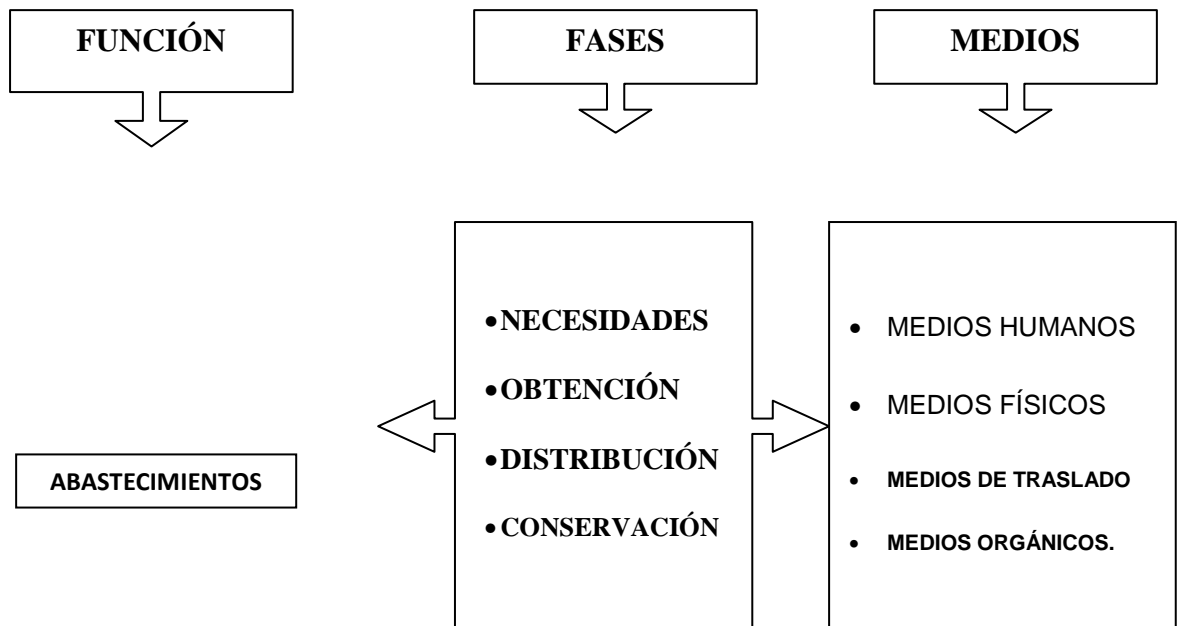 FUNCIÓN
FASES
MEDIOS
ABASTECIMIENTOS
•NECESIDADES
•OBTENCIÓN
•DISTRIBUCIÓN
•CONSERVACIÓN
• MEDIOS HUMANOS
• MEDIOS FÍSICOS
• MEDIOS DE TRASLADO
• MEDIOS ORGÁNICOS.